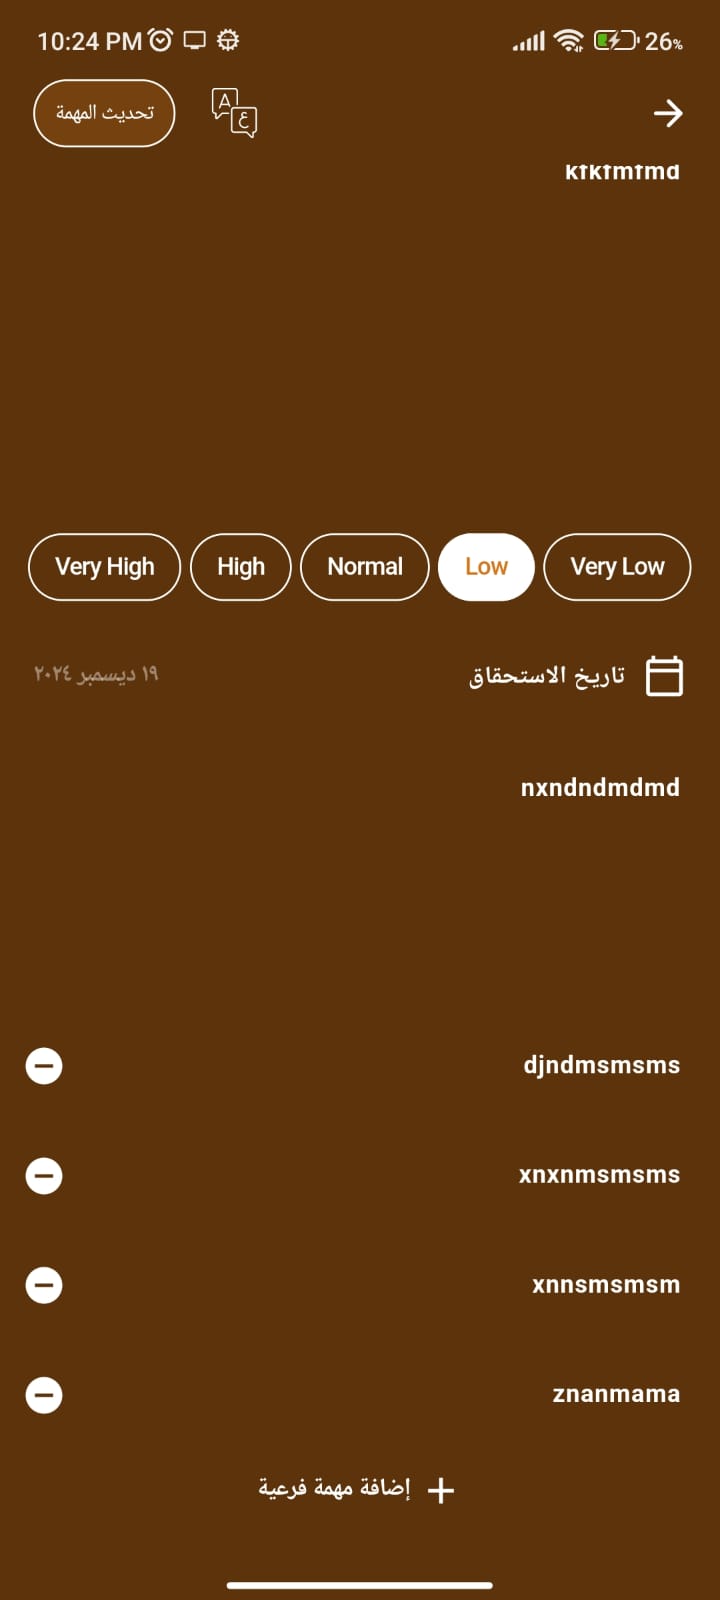 10:24 PM 26%
تحديث المهمة
A ع
Very High High Normal Low Very Low
تاريخ الاستحقاق ١٩ ديسمبر ٢٠٢٤
nxndndmdmd
djndmsmsms
xnxnmsmsms
xnnsmsmsm
znanmama
إضافة مهمة فرعية